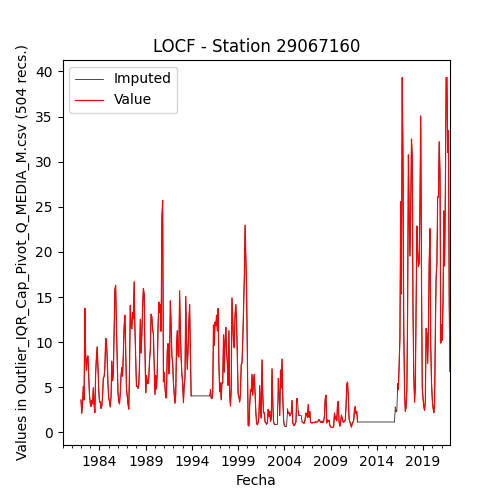 LOCF - Station 29067160
Values in Outlier_IQR_Cap_Pivot_Q_MEDIA_M.csv (504 recs.)
Imputed
Value
40
35
30
25
20
15
10
5
0
1984 1989 1994 1999 2004 2009 2014 2019
Fecha